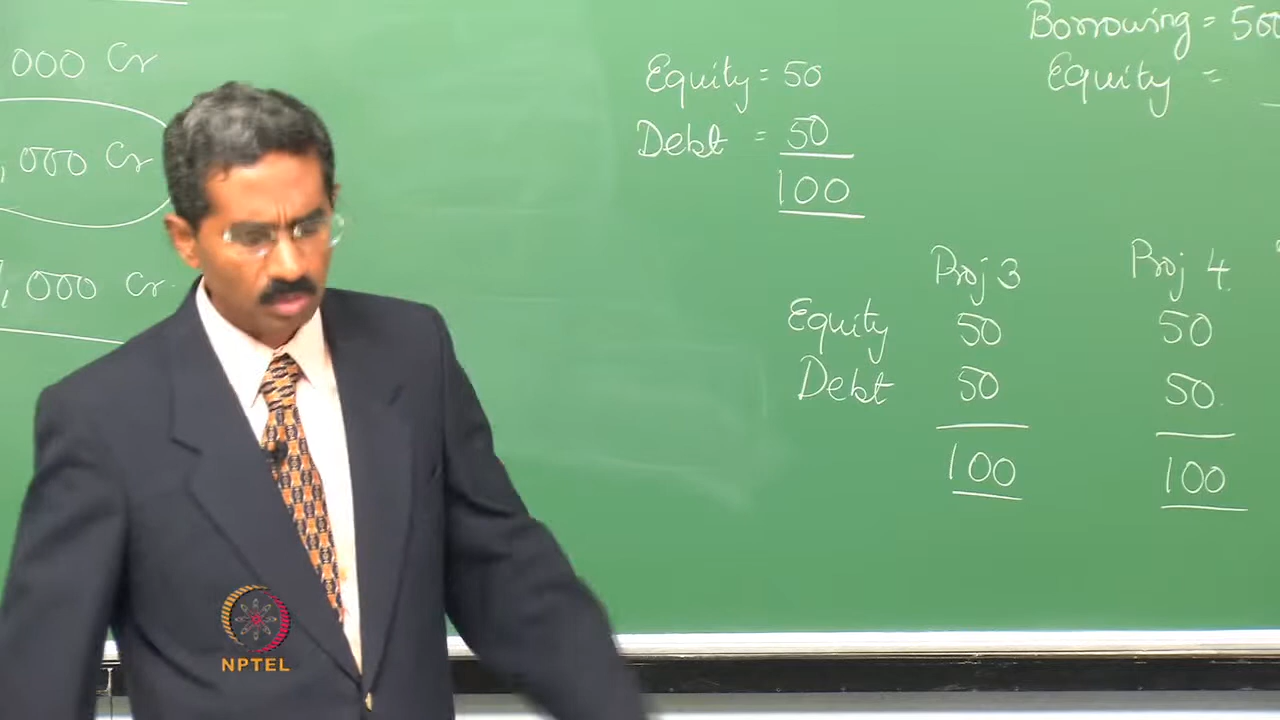 000 Cr
,000 Cr
,000 Cr.
Equity = 50
Debt = 50
100
Borrowing = 500
Equity =
Proj 3 Proj 4
Equity 50 50
Debt 50 50
100 100
NPTEL